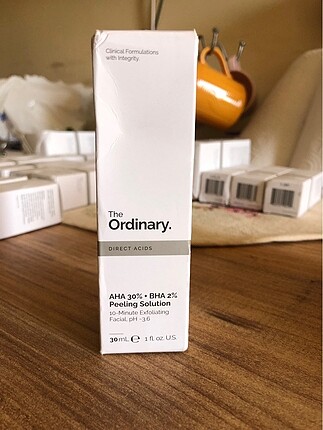 Clinical Formulations
with Integrity.
The
Ordinary.
DIRECT ACIDS
AHA 30% + BHA 2%
Peeling Solution
10-Minute Exfoliating
Facial, pH ~3.6
30 mL ℮ 1 fl. oz. US